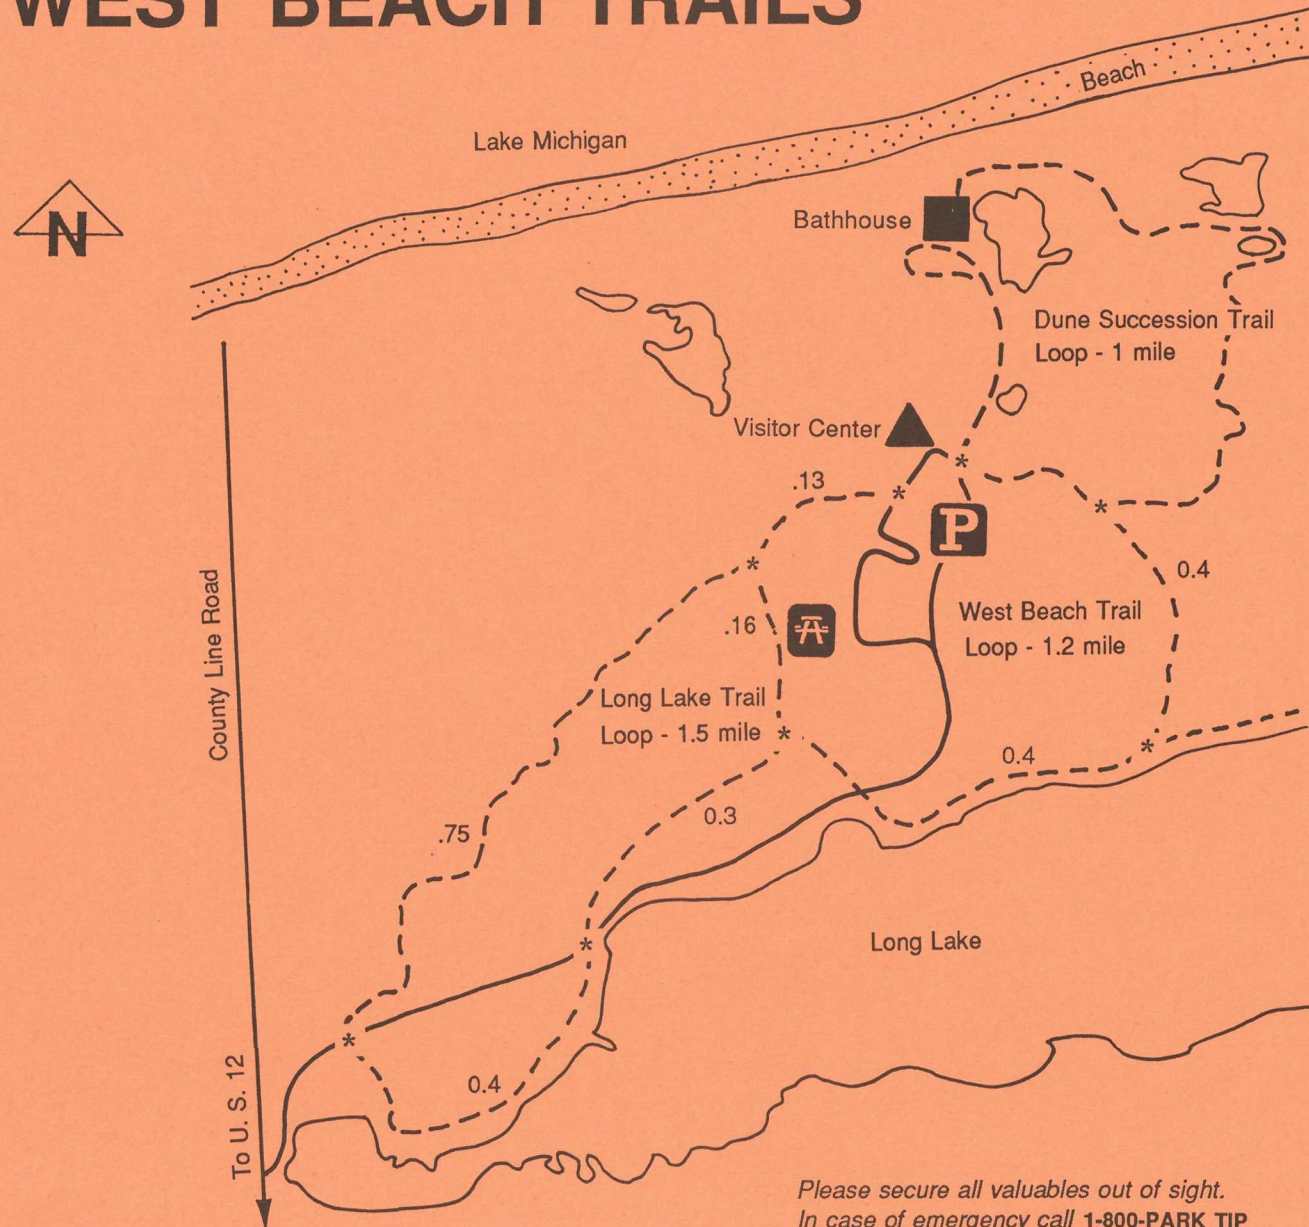 WEST BEACH TRAILS
Beach
Lake Michigan
N
Bathhouse
Dune Succession Trail
Loop - 1 mile
Visitor Center
*
.13
*
*
P
*
0.4
County Line Road
West Beach Trail
Loop - 1.2 mile
.16
Long Lake Trail
Loop - 1.5 mile
*
*
0.4
0.3
.75
Long Lake
*
*
0.4
To U. S. 12
Please secure all valuables out of sight.
In case of emergency call 1-800-PARK TIP